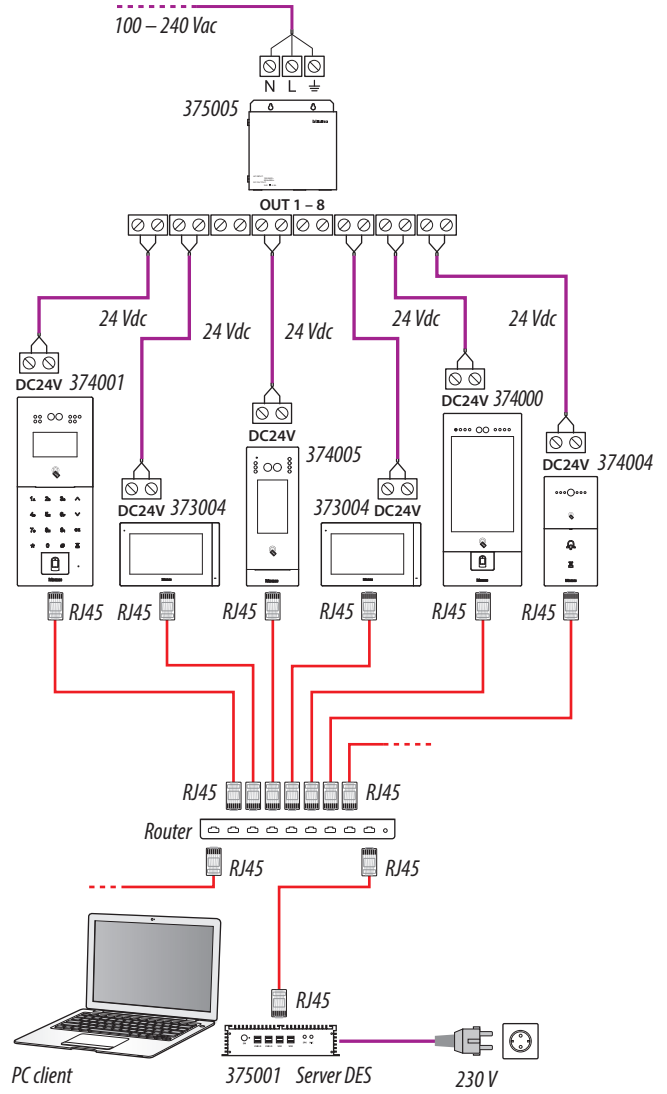 100 – 240 Vac
N L
375005
OUT 1 – 8
24 Vdc 24 Vdc 24 Vdc 24 Vdc 24 Vdc
DC24V 374001
DC24V 374000
DC24V
374005
DC24V 374004
DC24V 373004
373004 DC24V
RJ45 RJ45 RJ45 RJ45 RJ45 RJ45
RJ45 RJ45
Router
RJ45 RJ45
RJ45
PC client
375001 Server DES
230 V